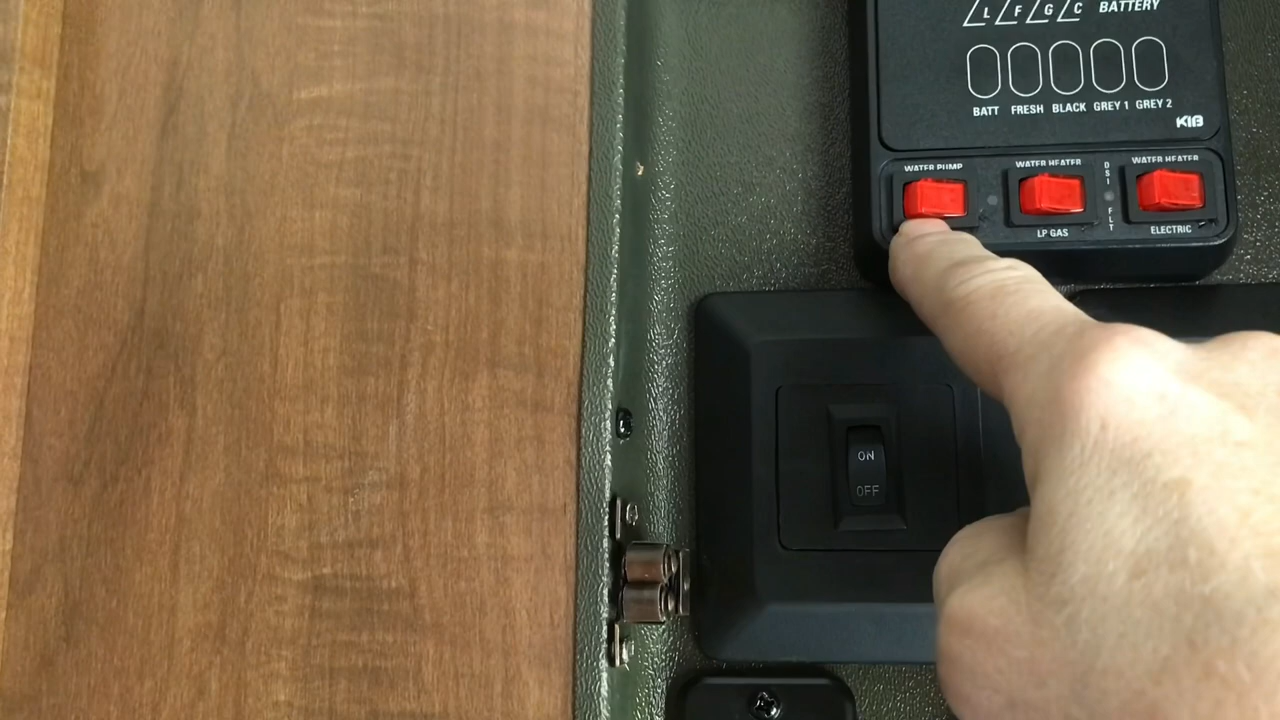 L F G C BATTERY
BATT FRESH BLACK GREY 1 GREY 2
KIB
WATER PUMP WATER HEATER WATER HEATER
DSI
FLT
LP GAS ELECTRIC
ON
OFF